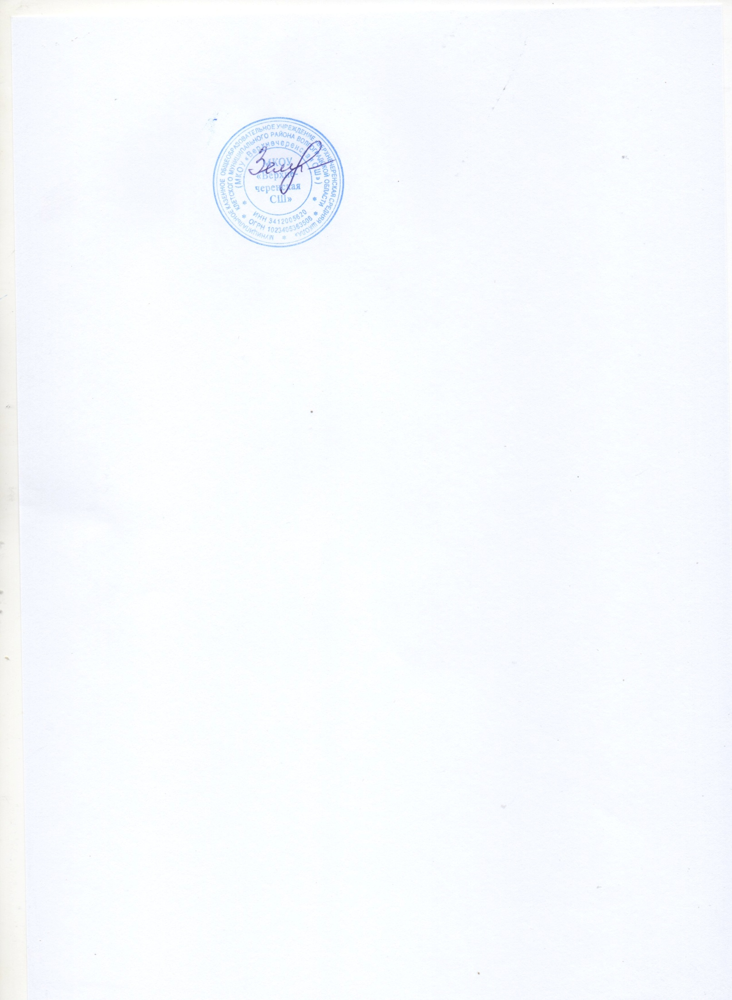 МУНИЦИПАЛЬНОЕ КАЗЕННОЕ ОБЩЕОБРАЗОВАТЕЛЬНОЕ УЧРЕЖДЕНИЕ «ВЕРХНЕЧЕРЕНСКАЯ СРЕДНЯЯ ШКОЛА»
КЛЕТСКОГО МУНИЦИПАЛЬНОГО РАЙОНА ВОЛГОГРАДСКОЙ ОБЛАСТИ
(МКОУ «Верхнечеренская СШ»)
МКОУ
«Верхне-
черенская
СШ»
ИНН 3412005620
ОГРН 1023405363508